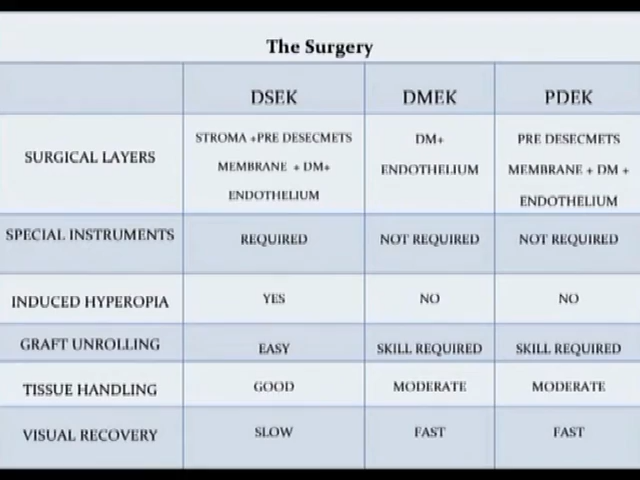 The Surgery
DSEK DMEK PDEK
SURGICAL LAYERS
STROMA +PRE DESECMETS
MEMBRANE + DM+
ENDOTHELIUM
DM+
ENDOTHELIUM
PRE DESECMETS
MEMBRANE + DM +
ENDOTHELIUM
SPECIAL INSTRUMENTS REQUIRED NOT REQUIRED NOT REQUIRED
INDUCED HYPEROPIA YES NO NO
GRAFT UNROLLING EASY SKILL REQUIRED SKILL REQUIRED
TISSUE HANDLING GOOD MODERATE MODERATE
VISUAL RECOVERY SLOW FAST FAST